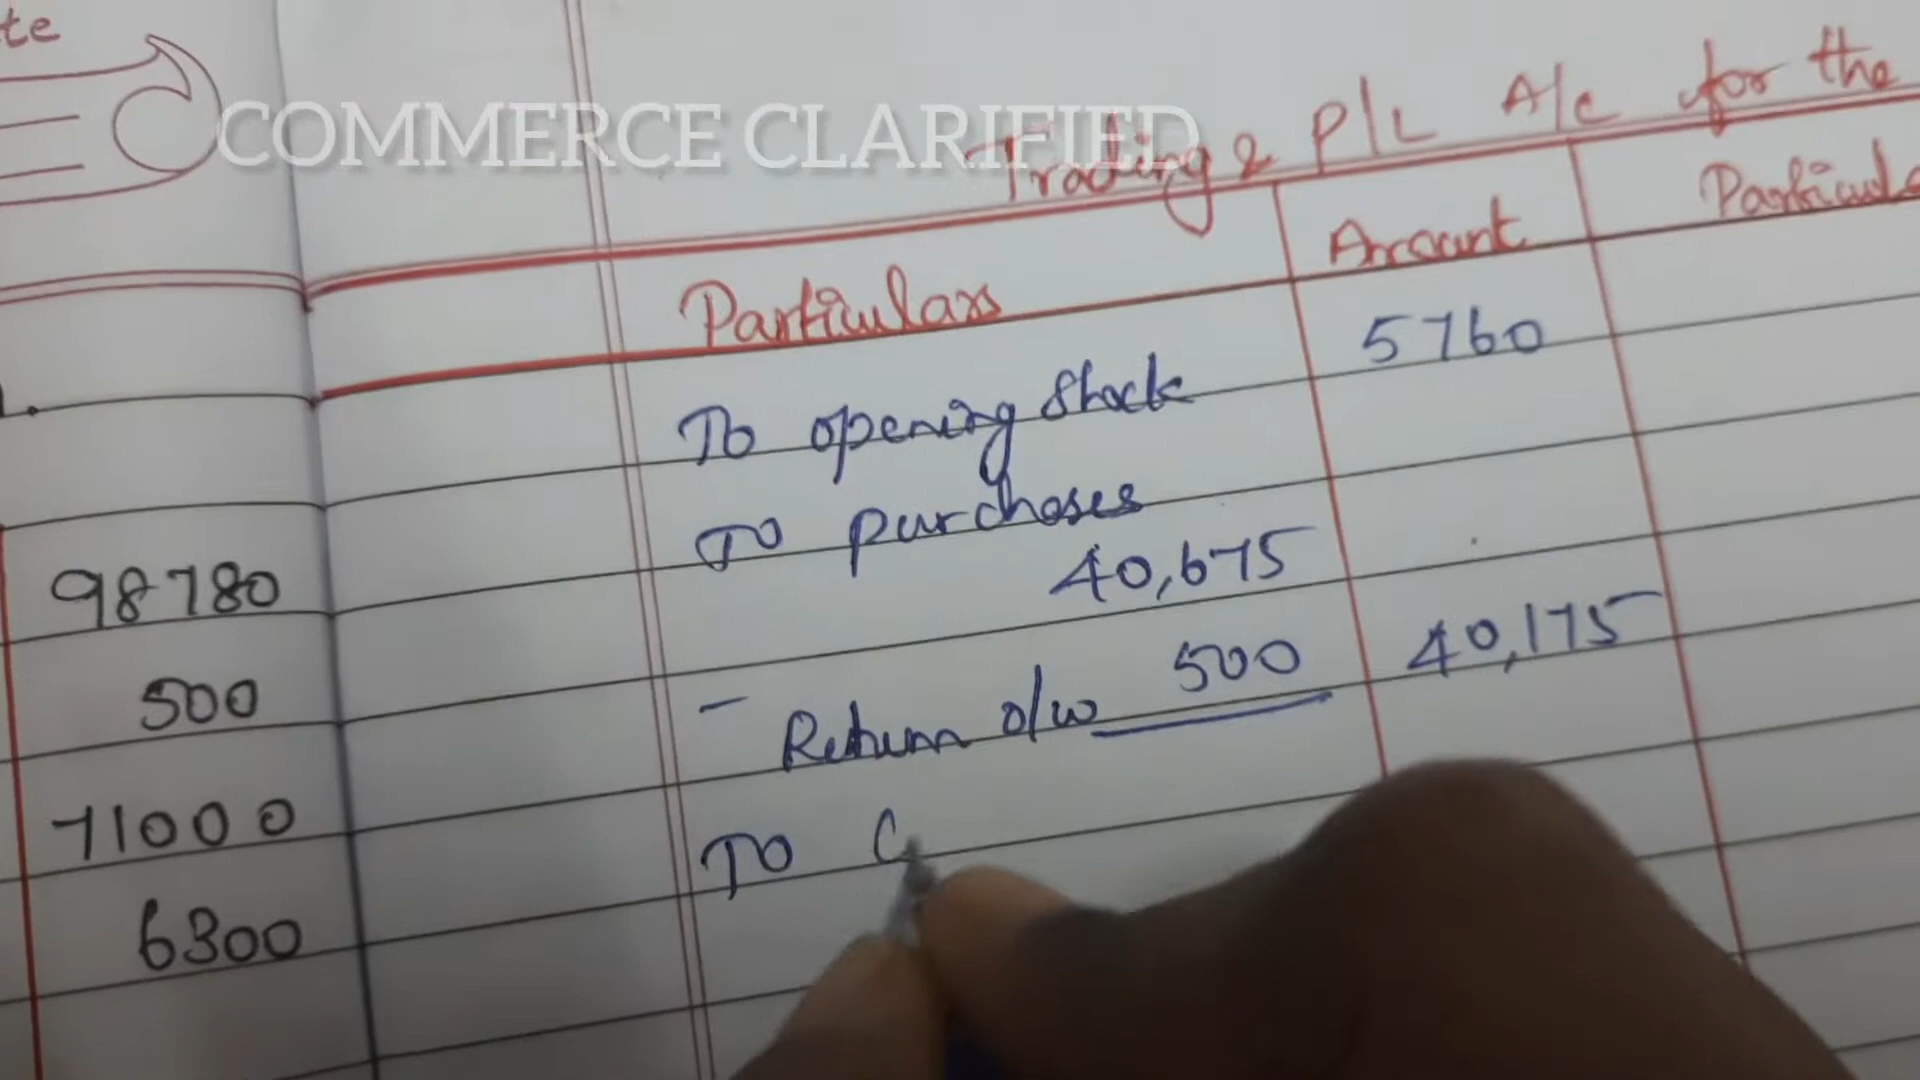 te
COMMERCE CLARIFIED
Trading & P/L A/c for the
Particulars Amount
To opening Stock 5760
To purchases
40,675
- Return o/w 500 40,175
To
98780
500
71000
6300